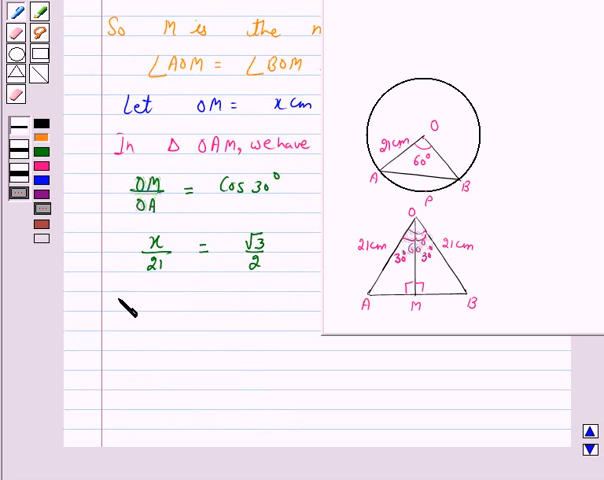 So M is the
∠AOM = ∠BOM
Let OM = x cm
In Δ OAM, we have
OM/OA = Cos 30°
x/21 = √3/2
O
21cm
60°
A
B
P
O
21cm
21cm
60°
30°
30°
A
M
B